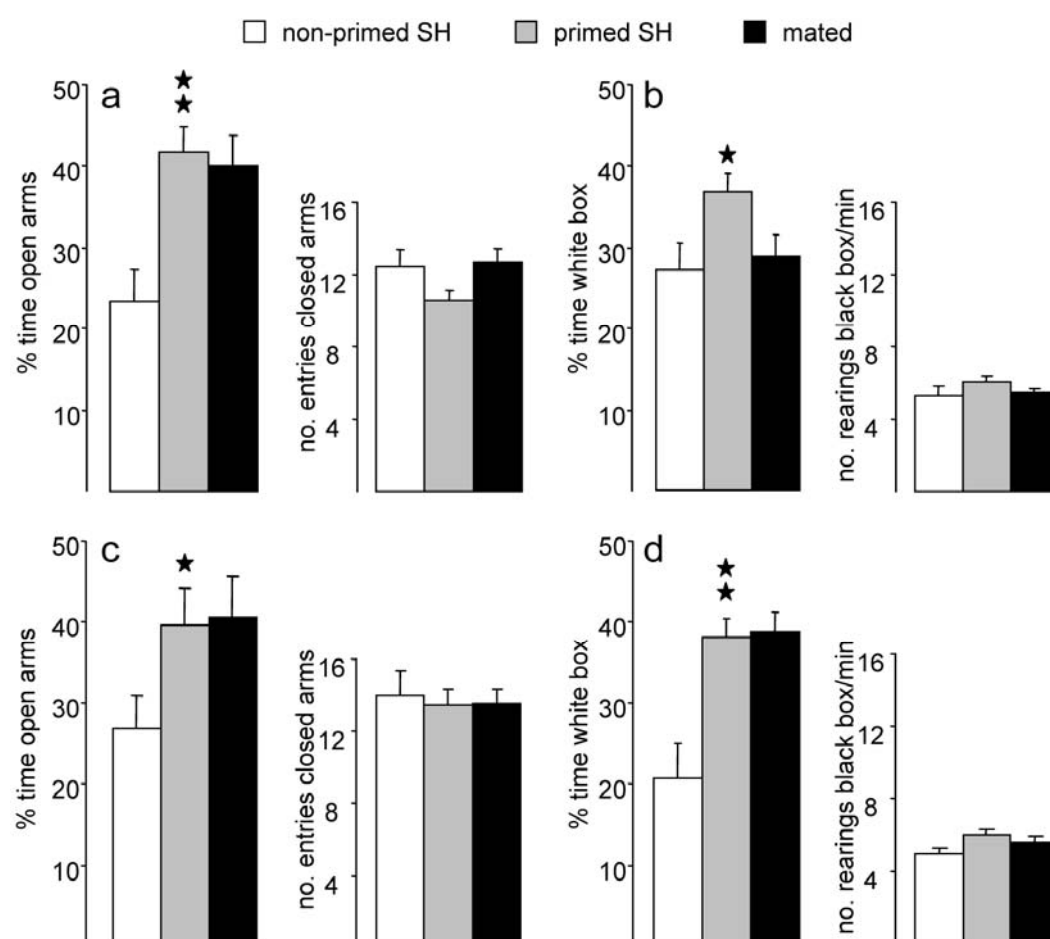 non-primed SH primed SH mated
a
% time open arms
50
40
30
20
10
no. entries closed arms
16
12
8
4
b
% time white box
50
40
30
20
10
no. rearings black box/min
16
12
8
4
c
% time open arms
50
40
30
20
10
no. entries closed arms
16
12
8
4
d
% time white box
50
40
30
20
10
no. rearings black box/min
16
12
8
4